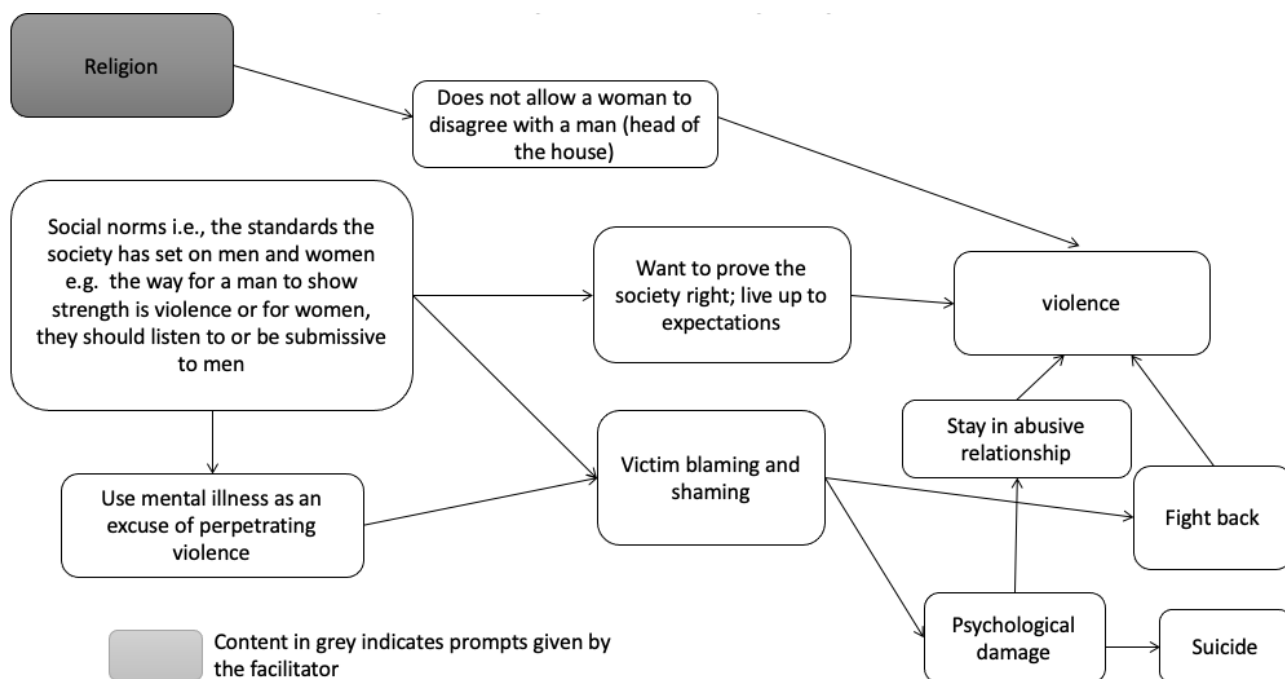 Religion
Does not allow a woman to
disagree with a man (head of
the house)
Social norms i.e., the standards the
society has set on men and women
e.g.  the way for a man to show
strength is violence or for women,
they should listen to or be submissive
to men
Want to prove the
society right; live up to
expectations
violence
Stay in abusive
relationship
Victim blaming and
shaming
Use mental illness as an
excuse of perpetrating
violence
Fight back
Psychological
damage
Suicide
Content in grey indicates prompts given by
the facilitator